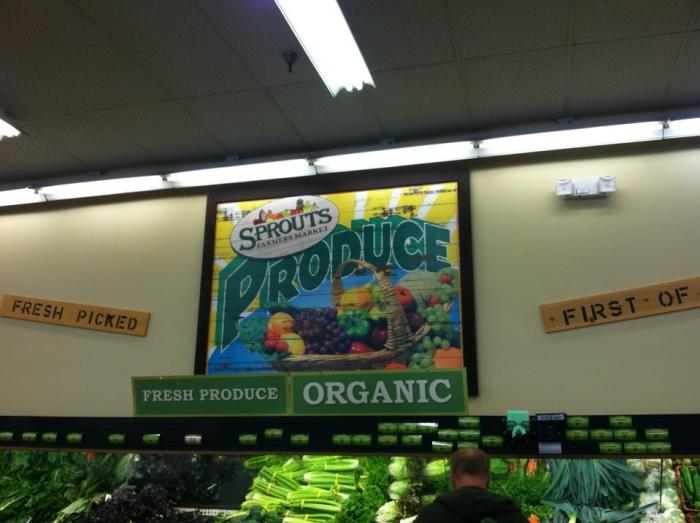 SPROUTS
FARMERS MARKET
PRODUCE
FRESH PICKED
FIRST OF
FRESH PRODUCE
ORGANIC